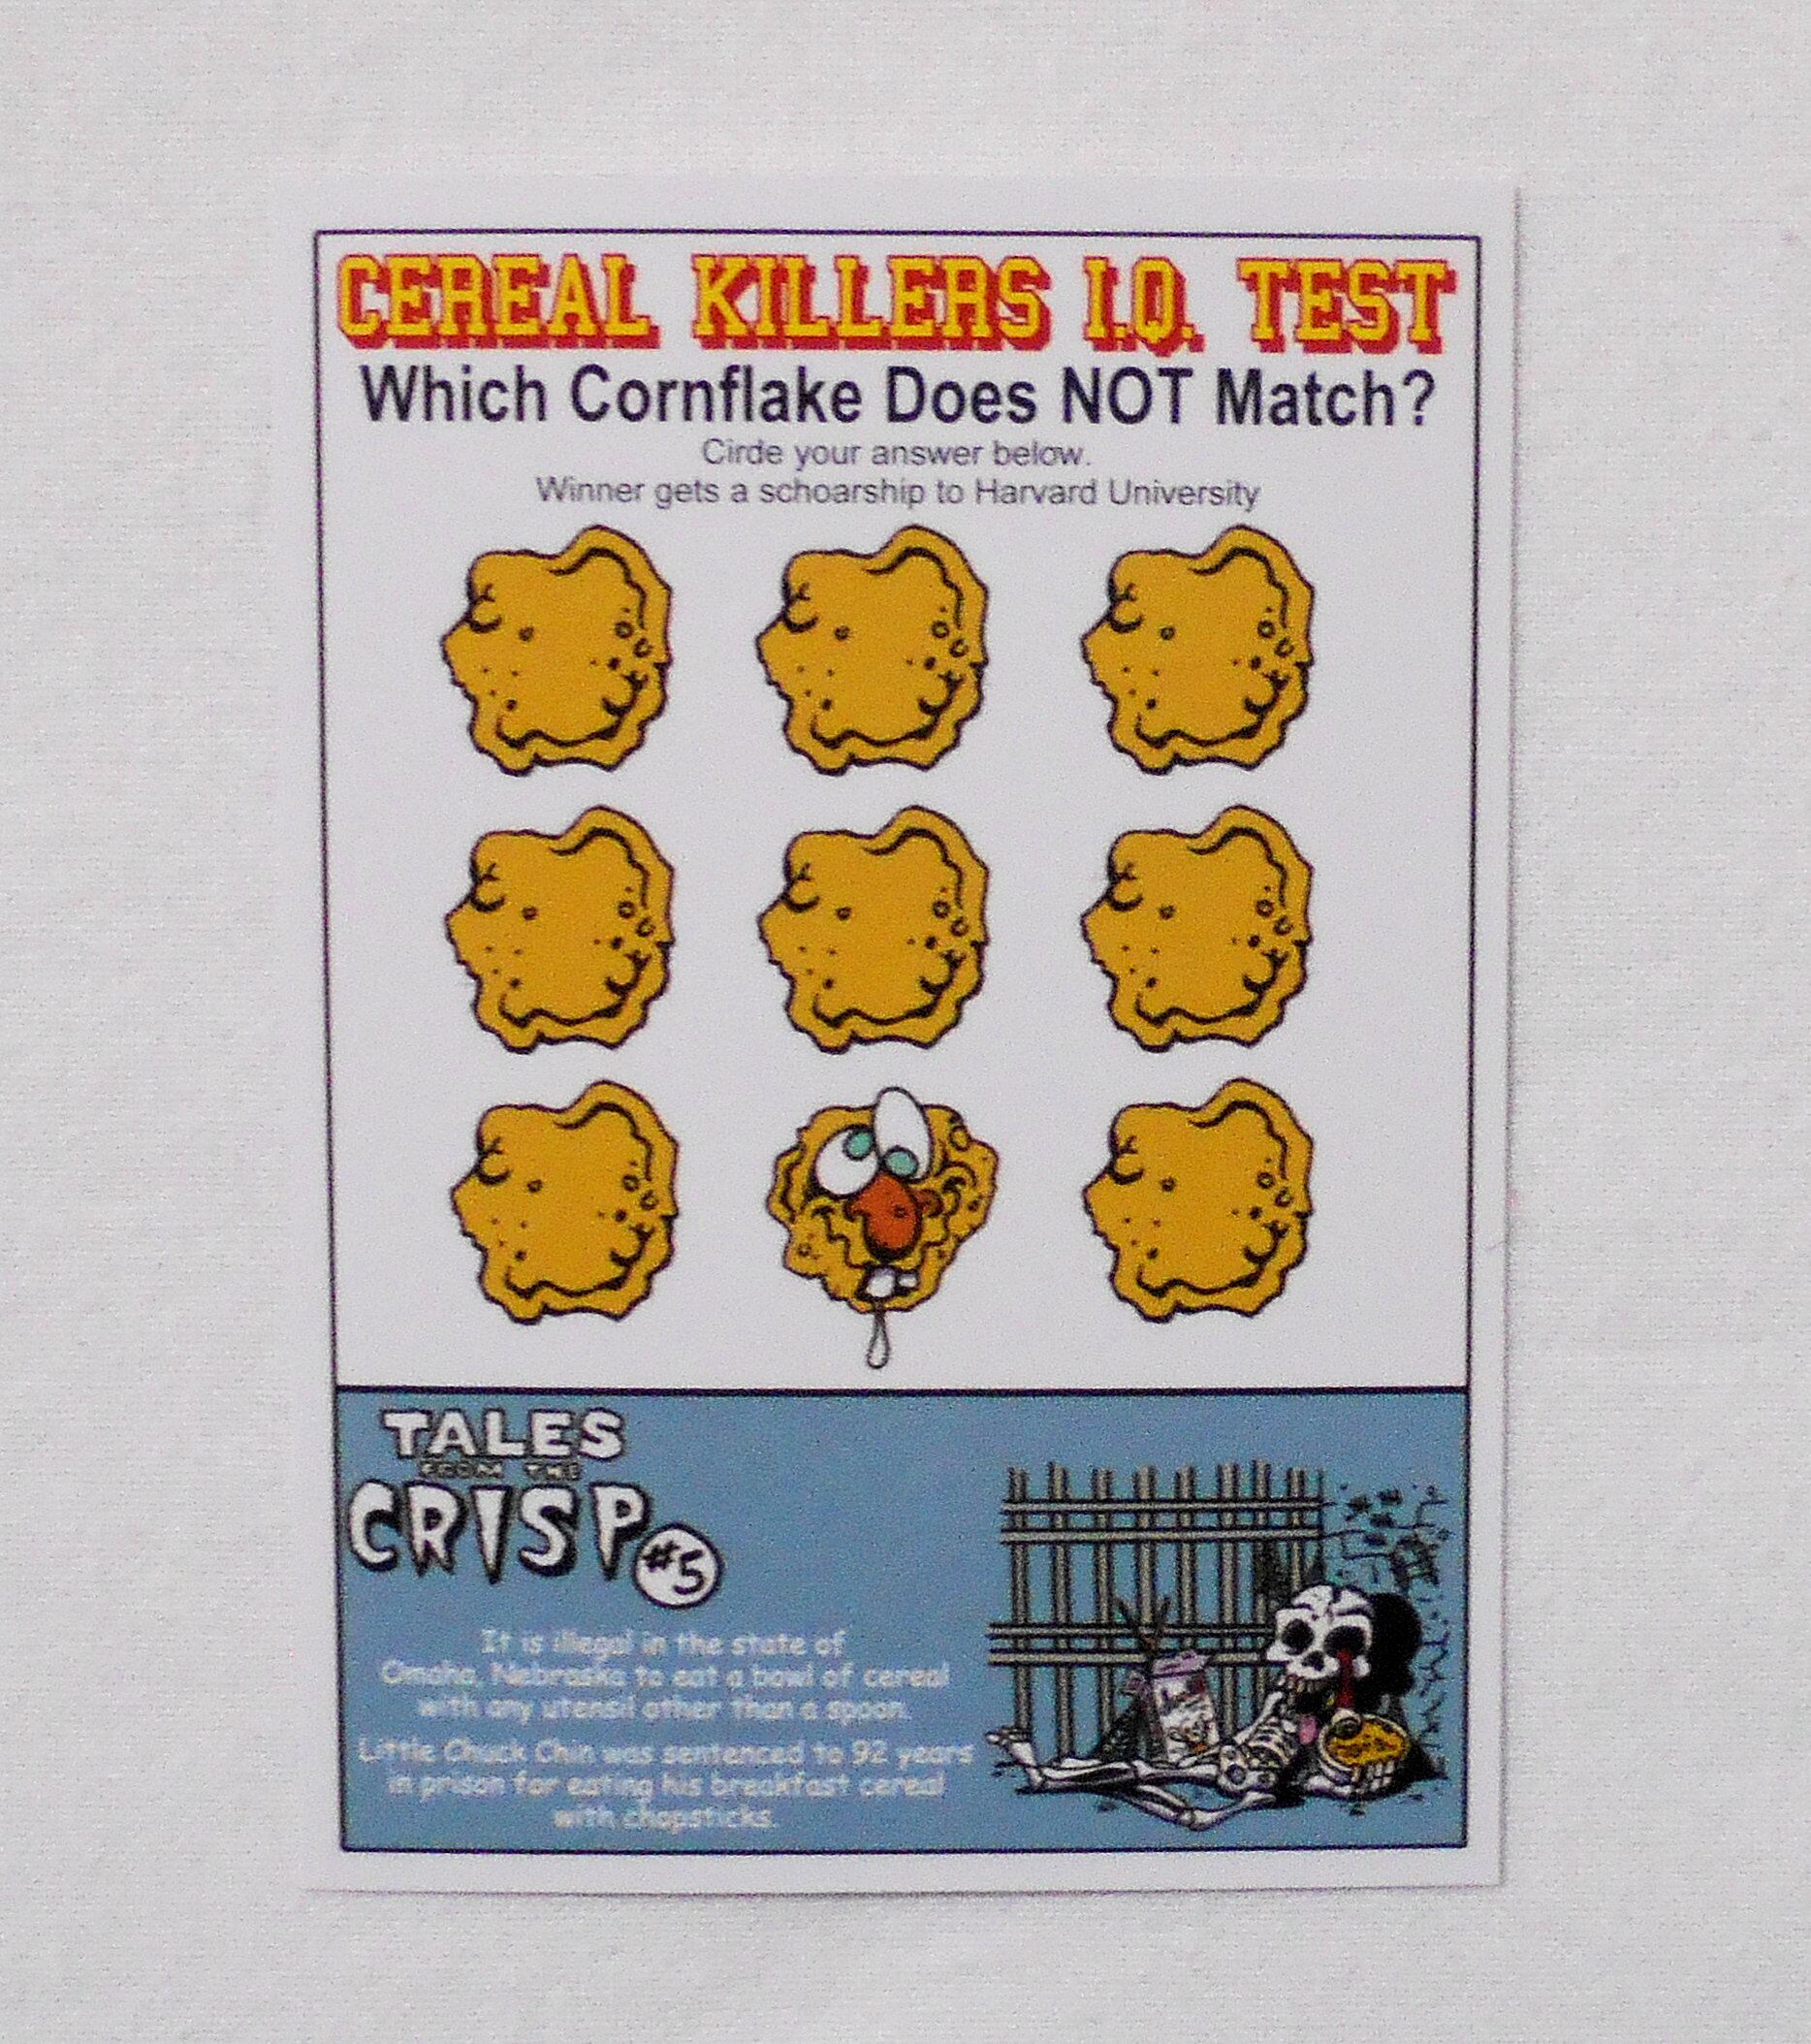 CEREAL KILLERS I.Q. TEST
Which Cornflake Does NOT Match?
Circle your answer below.
Winner gets a schoarship to Harvard University
TALES
FROM THE
CRISP
#5
It is illegal in the state of
Omaha, Nebraska to eat a bowl of cereal
with any utensil other than a spoon.
Little Chuck Chin was sentenced to 92 years
in prison for eating his breakfast cereal
with chopsticks.